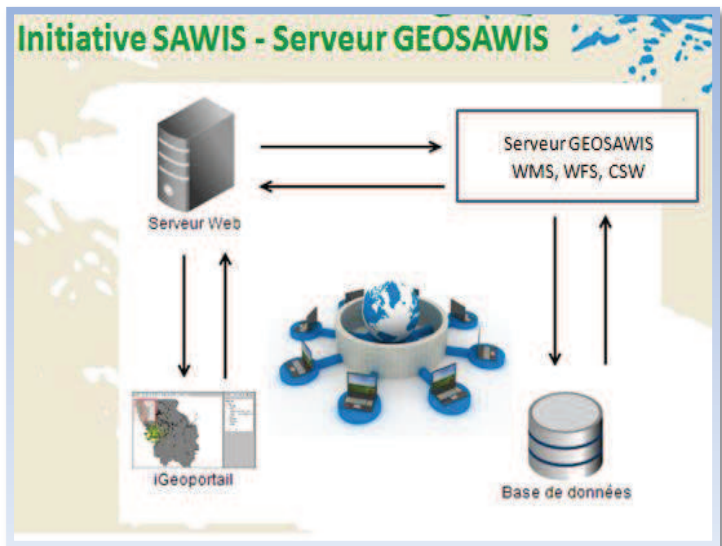 Initiative SAWIS - Serveur GEOSAWIS
Serveur GEOSAWIS
WMS, WFS, CSW
Serveur Web
iGeoportail
Base de données